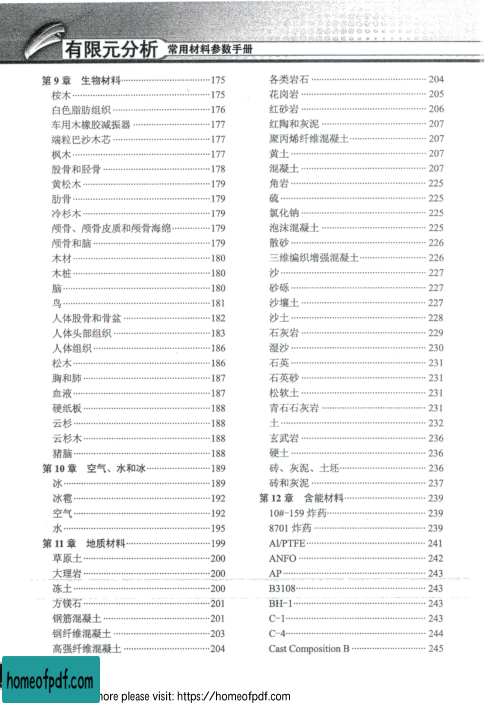 有限元分析 常用材料参数手册
第 9 章 生物材料 175
桉木 175
白色脂肪组织 176
车用木橡胶减振器 177
端粒巴沙木芯 177
枫木 177
股骨和胫骨 178
黄松木 179
肋骨 179
冷杉木 179
颅骨、颅骨皮质和颅骨海绵 179
颅骨和脑 179
木材 180
木桩 180
脑 180
鸟 181
人体股骨和骨盆 182
人体头部组织 183
人体组织 186
松木 186
胸和肺 187
血液 187
硬纸板 188
云杉 188
云杉木 188
猪脑 188
第 10 章 空气、水和冰 189
冰 189
冰雹 192
空气 192
水 195
第 11 章 地质材料 199
草原土 200
大理岩 200
冻土 200
方镁石 201
钢筋混凝土 201
钢纤维混凝土 203
高强纤维混凝土 204
各类岩石 204
花岗岩 205
红砂岩 206
红陶和灰泥 207
聚丙烯纤维混凝土 207
黄土 207
混凝土 207
角岩 225
硫 225
氯化钠 225
泡沫混凝土 225
散砂 226
三维编织增强混凝土 226
沙 227
砂砾 227
沙壤土 227
沙土 228
石灰岩 229
湿沙 230
石英 231
石英砂 231
松软土 231
青石石灰岩 231
土 232
玄武岩 236
硬土 236
砖、灰泥、土坯 236
砖和灰泥 237
第 12 章 含能材料 239
10#-159 炸药 239
8701 炸药 239
Al/PTFE 241
ANFO 242
AP 243
B3108 243
BH-1 243
C-1 243
C-4 244
Cast Composition B 245
homeofpdf.com
more please visit: https://homeofpdf.com